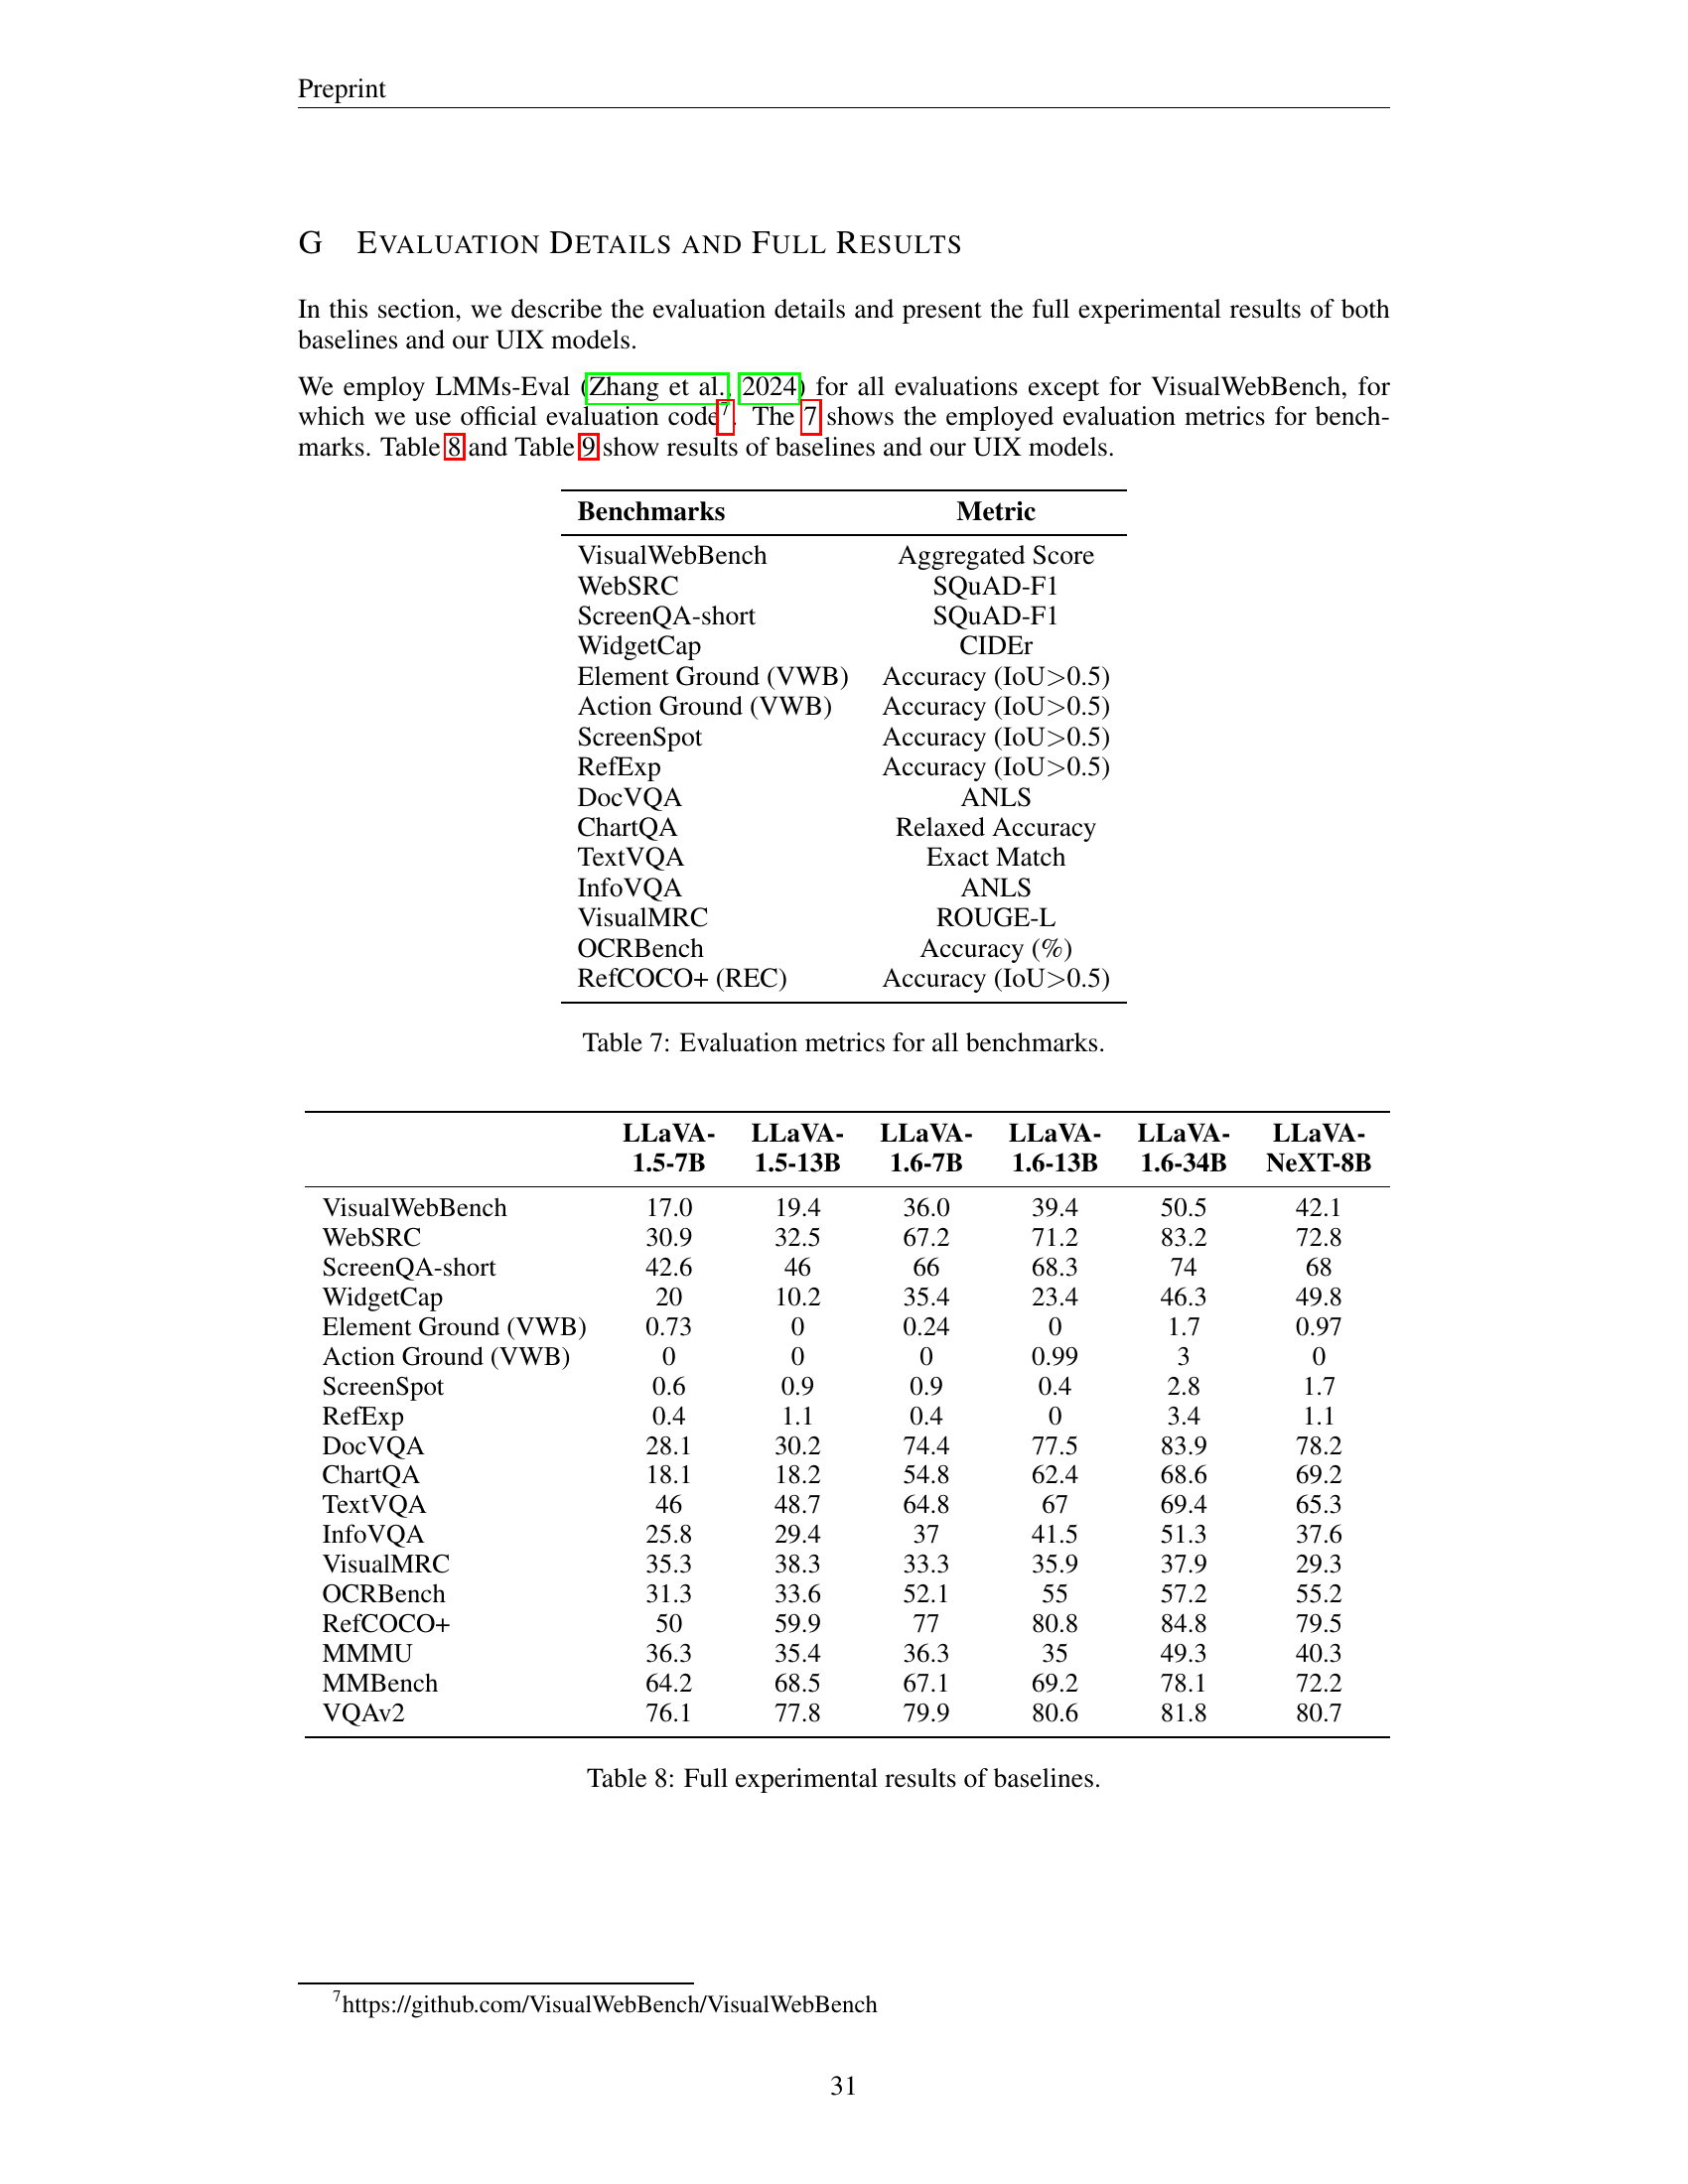 Preprint
G EVALUATION DETAILS AND FULL RESULTS
In this section, we describe the evaluation details and present the full experimental results of both
baselines and our UIX models.
We employ LMMs-Eval (Zhang et al., 2024) for all evaluations except for VisualWebBench, for
which we use official evaluation code7. The 7 shows the employed evaluation metrics for bench-
marks. Table 8 and Table 9 show results of baselines and our UIX models.
Benchmarks Metric
VisualWebBench Aggregated Score
WebSRC SQuAD-F1
ScreenQA-short SQuAD-F1
WidgetCap CIDEr
Element Ground (VWB) Accuracy (IoU>0.5)
Action Ground (VWB) Accuracy (IoU>0.5)
ScreenSpot Accuracy (IoU>0.5)
RefExp Accuracy (IoU>0.5)
DocVQA ANLS
ChartQA Relaxed Accuracy
TextVQA Exact Match
InfoVQA ANLS
VisualMRC ROUGE-L
OCRBench Accuracy (%)
RefCOCO+ (REC) Accuracy (IoU>0.5)
Table 7: Evaluation metrics for all benchmarks.
LLaVA- LLaVA- LLaVA- LLaVA- LLaVA- LLaVA-
1.5-7B 1.5-13B 1.6-7B 1.6-13B 1.6-34B NeXT-8B
VisualWebBench 17.0 19.4 36.0 39.4 50.5 42.1
WebSRC 30.9 32.5 67.2 71.2 83.2 72.8
ScreenQA-short 42.6 46 66 68.3 74 68
WidgetCap 20 10.2 35.4 23.4 46.3 49.8
Element Ground (VWB) 0.73 0 0.24 0 1.7 0.97
Action Ground (VWB) 0 0 0 0.99 3 0
ScreenSpot 0.6 0.9 0.9 0.4 2.8 1.7
RefExp 0.4 1.1 0.4 0 3.4 1.1
DocVQA 28.1 30.2 74.4 77.5 83.9 78.2
ChartQA 18.1 18.2 54.8 62.4 68.6 69.2
TextVQA 46 48.7 64.8 67 69.4 65.3
InfoVQA 25.8 29.4 37 41.5 51.3 37.6
VisualMRC 35.3 38.3 33.3 35.9 37.9 29.3
OCRBench 31.3 33.6 52.1 55 57.2 55.2
RefCOCO+ 50 59.9 77 80.8 84.8 79.5
MMMU 36.3 35.4 36.3 35 49.3 40.3
MMBench 64.2 68.5 67.1 69.2 78.1 72.2
VQAv2 76.1 77.8 79.9 80.6 81.8 80.7
Table 8: Full experimental results of baselines.
7https://github.com/VisualWebBench/VisualWebBench
31